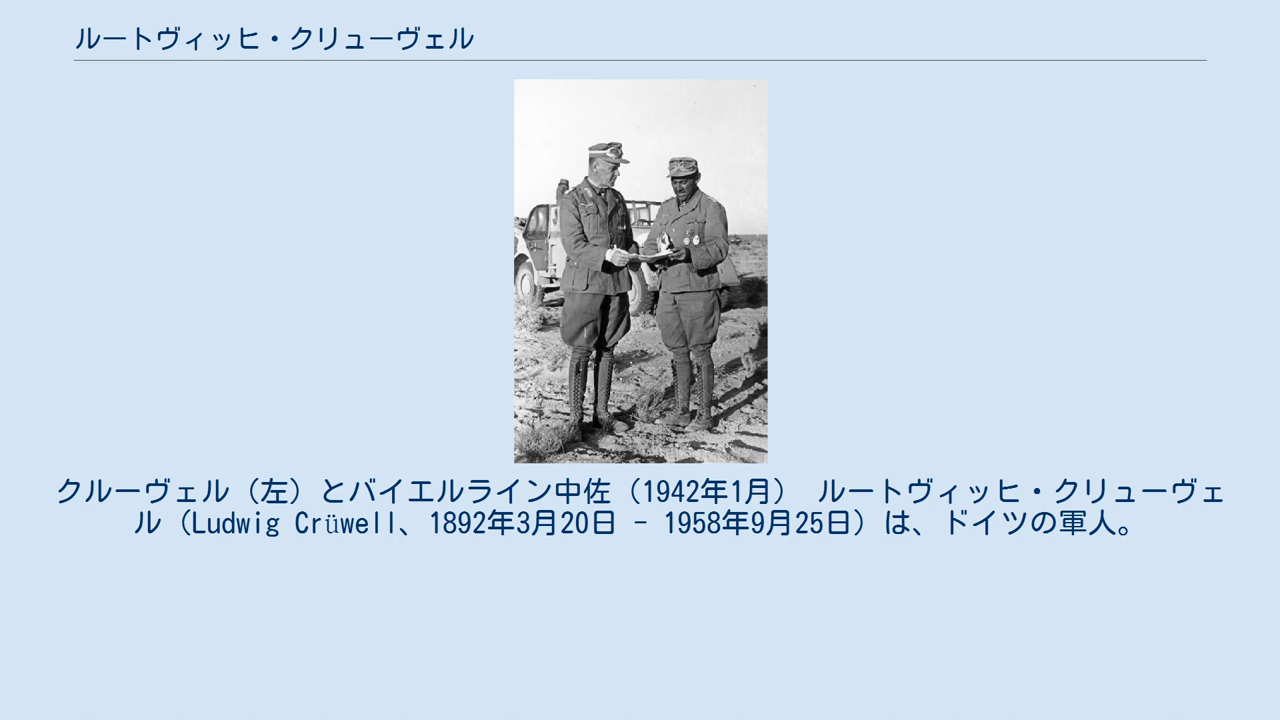 ルートヴィッヒ・クリューヴェル
クルーヴェル（左）とバイエルライン中佐（1942年1月） ルートヴィッヒ・クリューヴェ
ル（Ludwig Crüwell、1892年3月20日 - 1958年9月25日）は、ドイツの軍人。